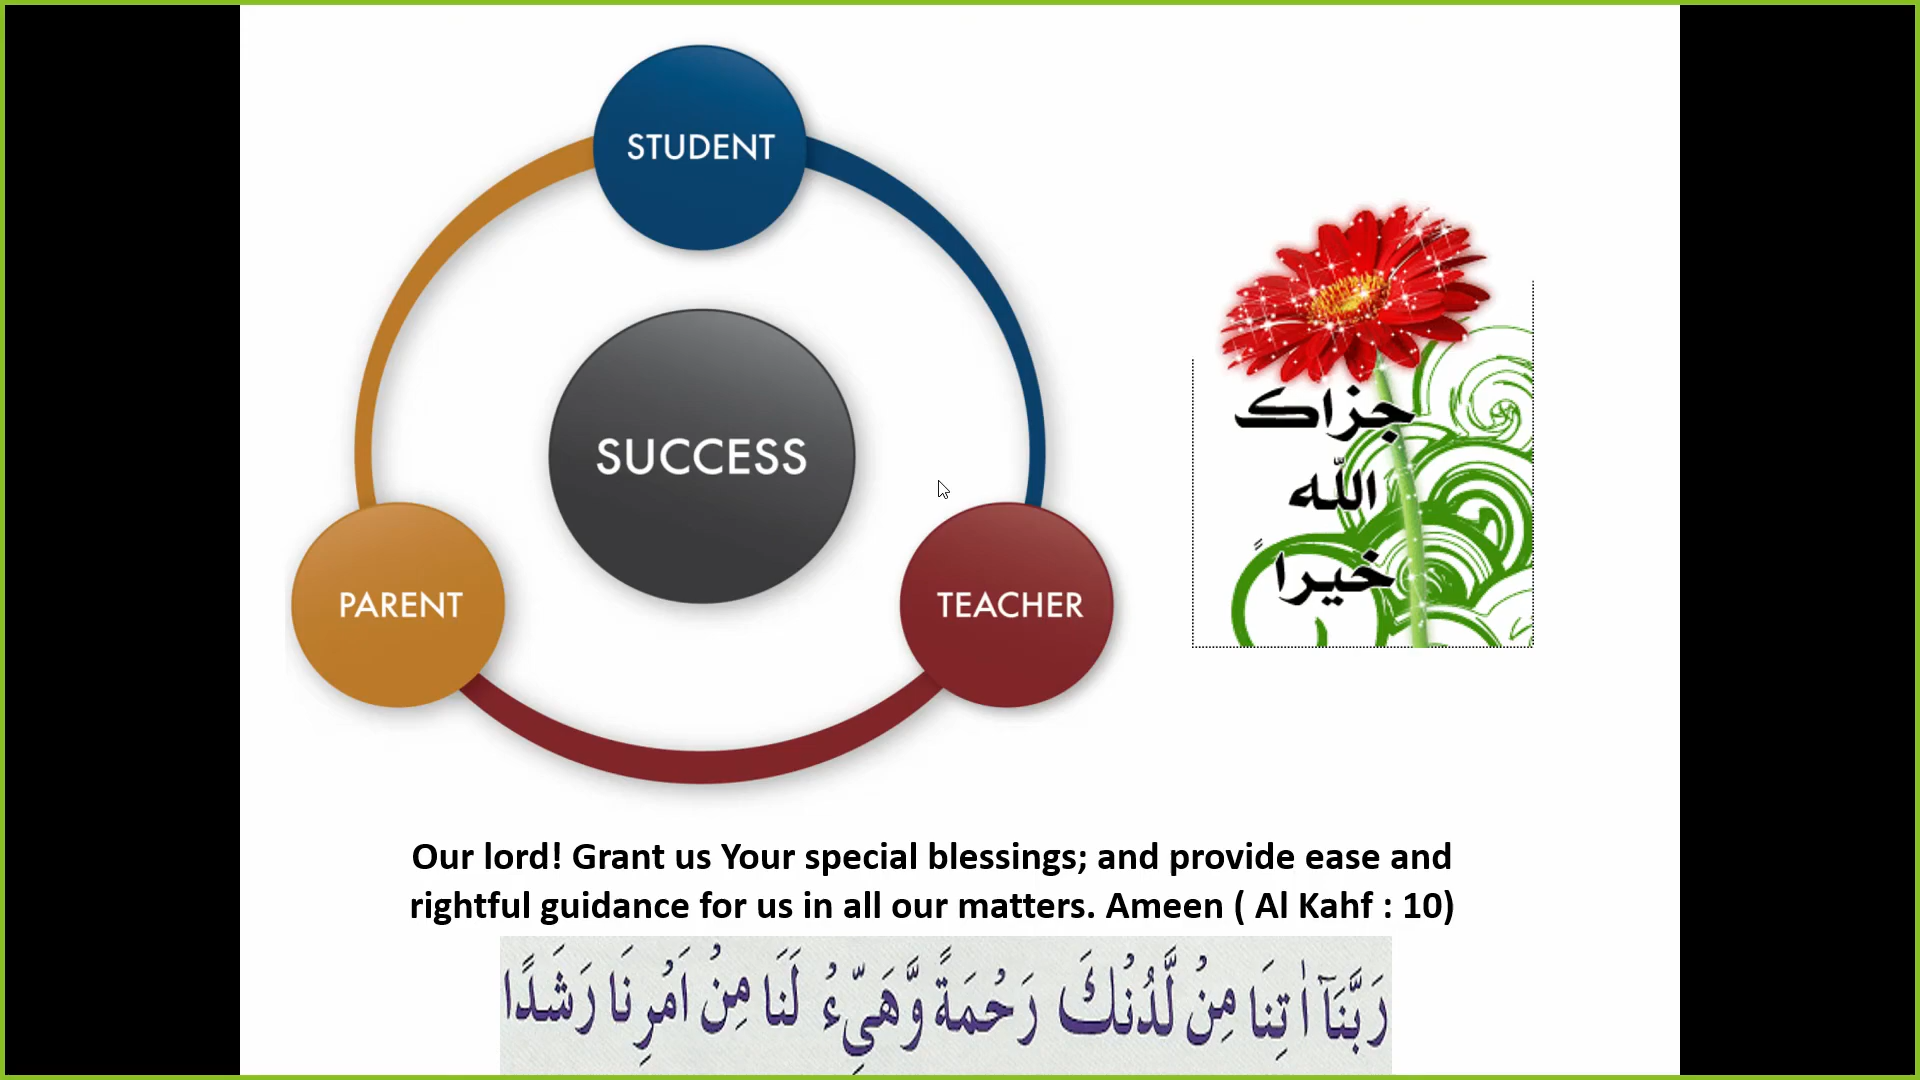 STUDENT
SUCCESS
PARENT
TEACHER
جزاك
الله
خيراً
Our lord! Grant us Your special blessings; and provide ease and
rightful guidance for us in all our matters. Ameen ( Al Kahf : 10)
رَبَّنَآ اٰتِنَا مِنْ لَّدُنْكَ رَحْمَةً وَّهَيِّئْ لَنَا مِنْ اَمْرِنَا رَشَدًا